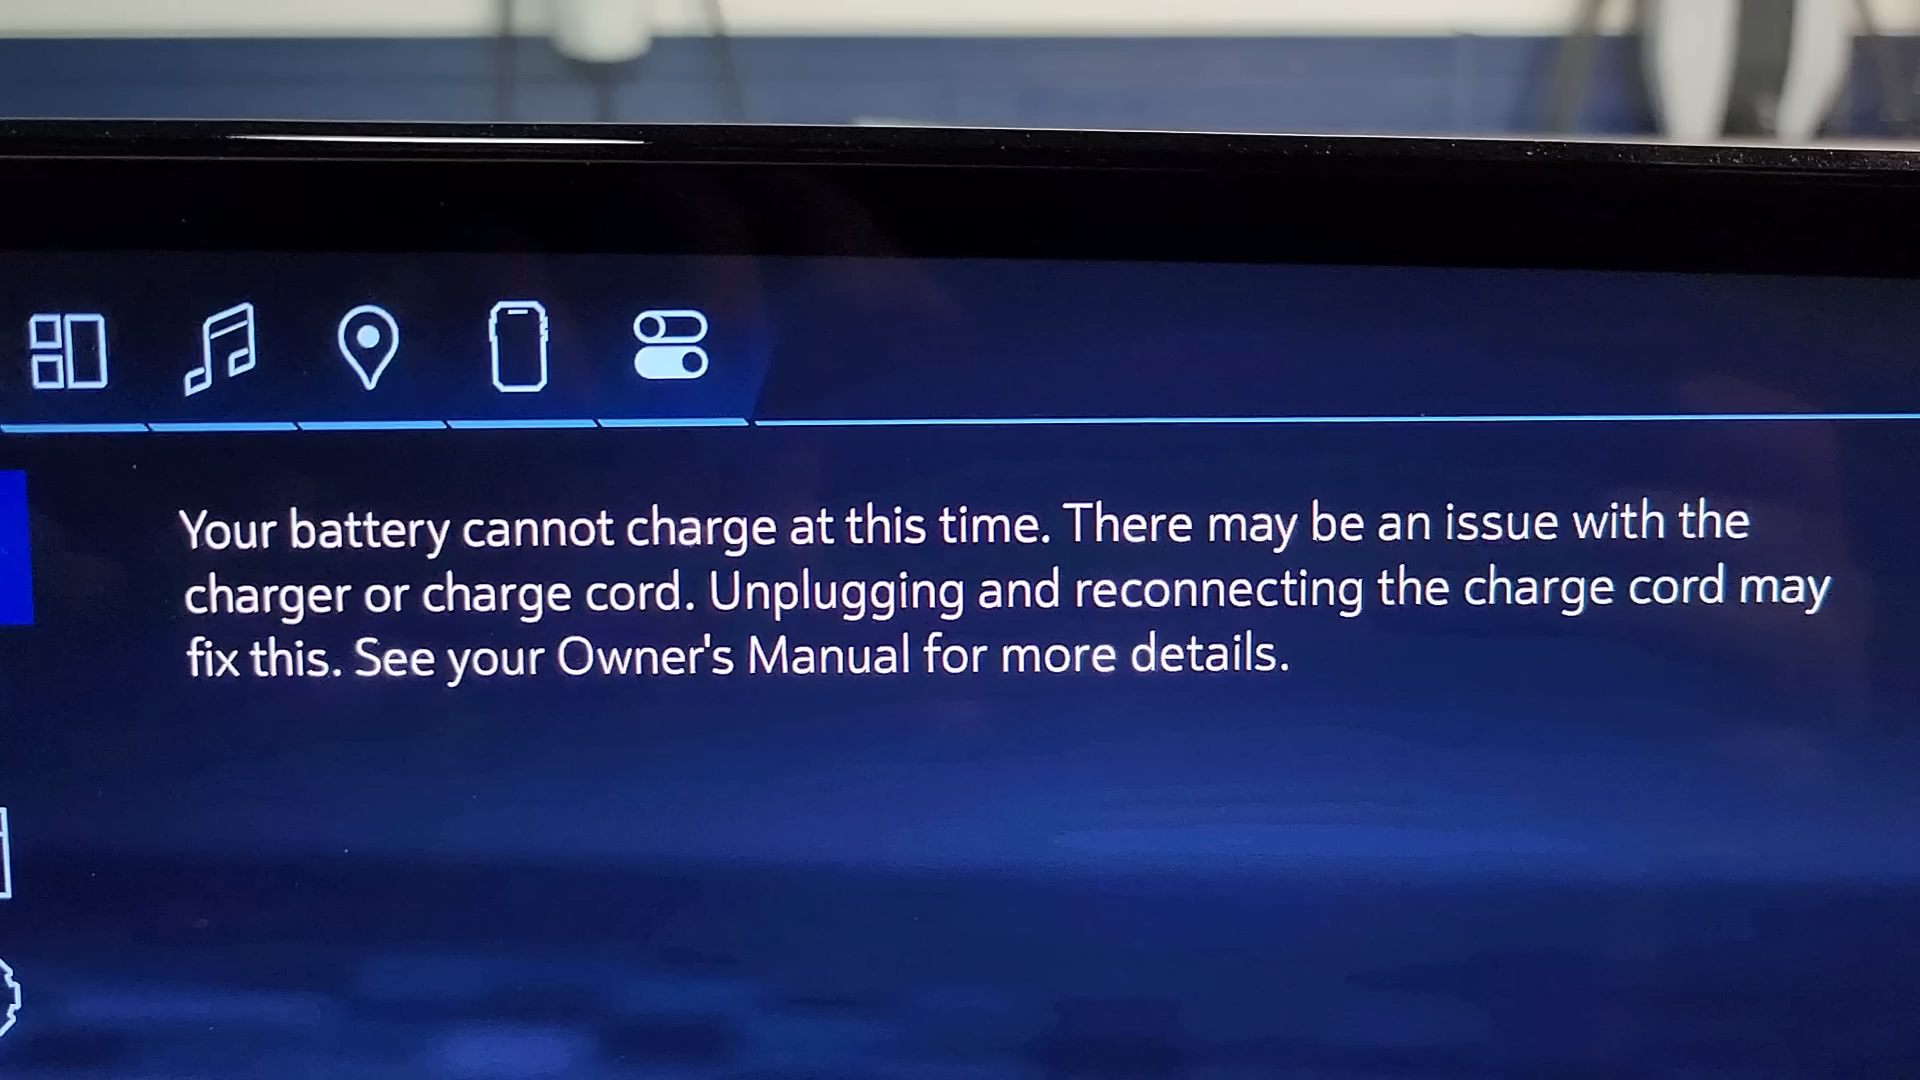 Your battery cannot charge at this time. There may be an issue with the
charger or charge cord. Unplugging and reconnecting the charge cord may
fix this. See your Owner's Manual for more details.